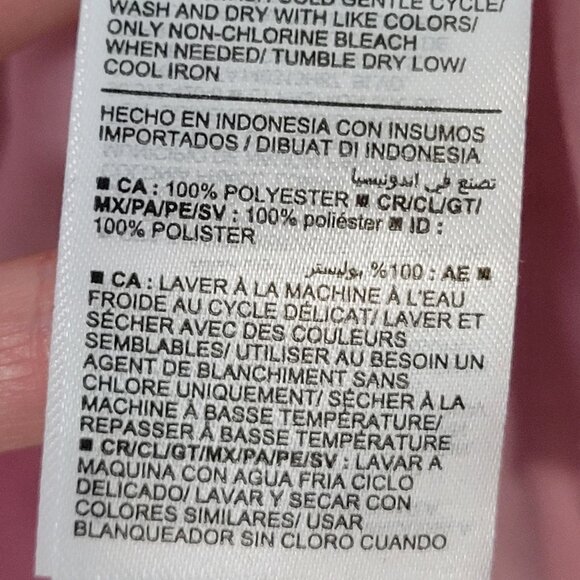 COLD GENTLE CYCLE/
WASH AND DRY WITH LIKE COLORS/
ONLY NON-CHLORINE BLEACH
WHEN NEEDED/ TUMBLE DRY LOW/
COOL IRON
HECHO EN INDONESIA CON INSUMOS
IMPORTADOS / DIBUAT DI INDONESIA
تصنع في اندونيسيا
■ CA : 100% POLYESTER ■ CR/CL/GT/
MX/PA/PE/SV : 100% poliéster ■ ID :
100% POLISTER
■ AE : 100% بوليستر
■ CA : LAVER À LA MACHINE À L'EAU
FROIDE AU CYCLE DÉLICAT/ LAVER ET
SÉCHER AVEC DES COULEURS
SEMBLABLES/ UTILISER AU BESOIN UN
AGENT DE BLANCHIMENT SANS
CHLORE UNIQUEMENT/ SÉCHER À LA
MACHINE À BASSE TEMPÉRATURE/
REPASSER À BASSE TEMPÉRATURE
■ CR/CL/GT/MX/PA/PE/SV : LAVAR A
MAQUINA CON AGUA FRIA CICLO
DELICADO/ LAVAR Y SECAR CON
COLORES SIMILARES/ USAR
BLANQUEADOR SIN CLORO CUANDO